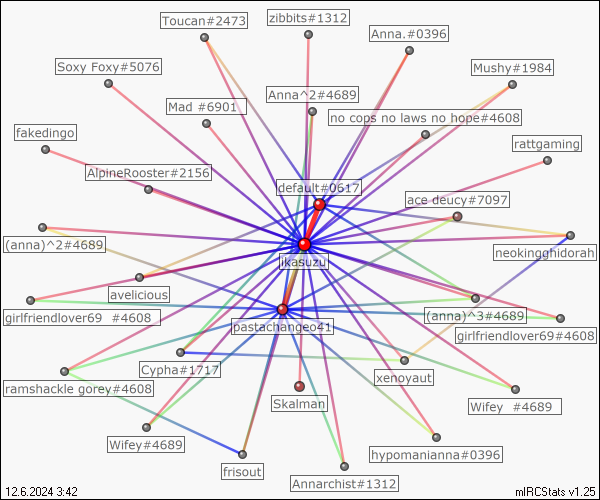 Toucan#2473
zibbits#1312
Anna.#0396
Soxy Foxy#5076
Mushy#1984
Anna^2#4689
Mad #6901
no cops no laws no hope#4608
fakedingo
rattgaming
AlpineRooster#2156
default#0617
ace deucy#7097
(anna)^2#4689
neokingghidorah
ikasuzu
avelicious
girlfriendlover69 #4608
(anna)^3#4689
pastachangeo41
girlfriendlover69#4608
Cypha#1717
xenoyaut
ramshackle gorey#4608
Skalman
Wifey #4689
Wifey#4689
hypomanianna#0396
frisout
Annarchist#1312
12.6.2024 3:42
mIRCStats v1.25